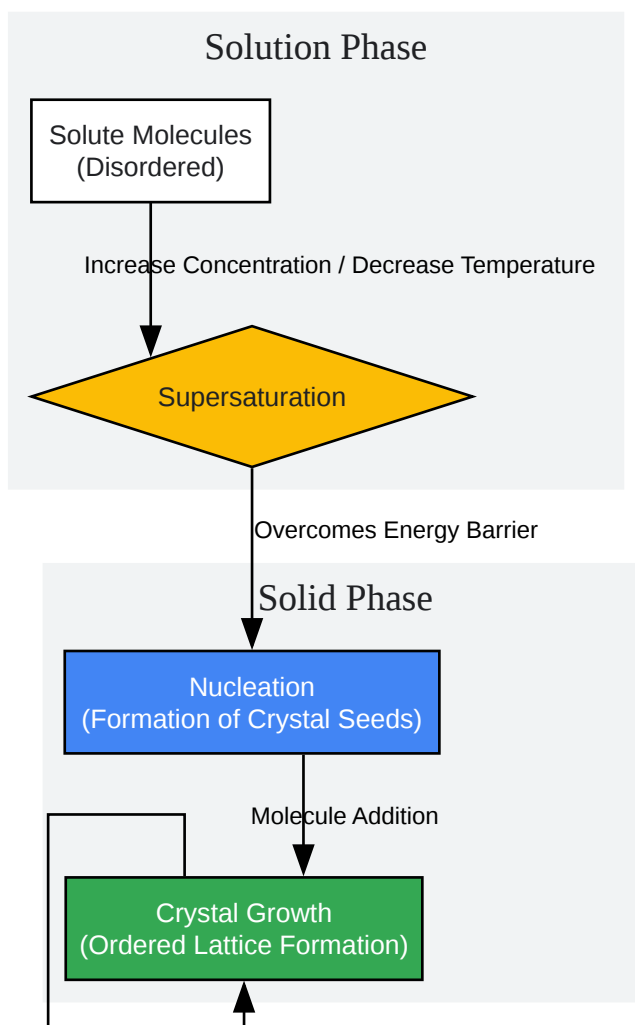 Solution Phase
Solute Molecules
(Disordered)
Increase Concentration / Decrease Temperature
Supersaturation
Overcomes Energy Barrier
Solid Phase
Nucleation
(Formation of Crystal Seeds)
Molecule Addition
Crystal Growth
(Ordered Lattice Formation)